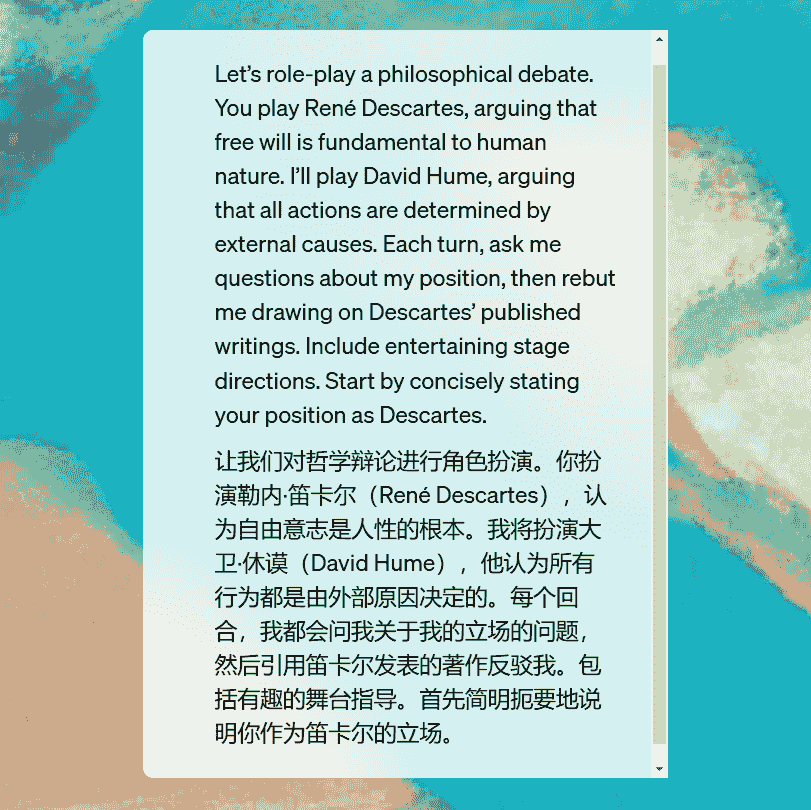 Let’s role-play a philosophical debate.
You play René Descartes, arguing that
free will is fundamental to human
nature. I’ll play David Hume, arguing
that all actions are determined by
external causes. Each turn, ask me
questions about my position, then rebut
me drawing on Descartes’ published
writings. Include entertaining stage
directions. Start by concisely stating
your position as Descartes.
让我们对哲学辩论进行角色扮演。你扮
演勒内·笛卡尔（René Descartes），认
为自由意志是人性的根本。我将扮演大
卫·休谟（David Hume），他认为所有
行为都是由外部原因决定的。每个回
合，我都会问我关于我的立场的问题，
然后引用笛卡尔发表的著作反驳我。包
括有趣的舞台指导。首先简明扼要地说
明你作为笛卡尔的立场。